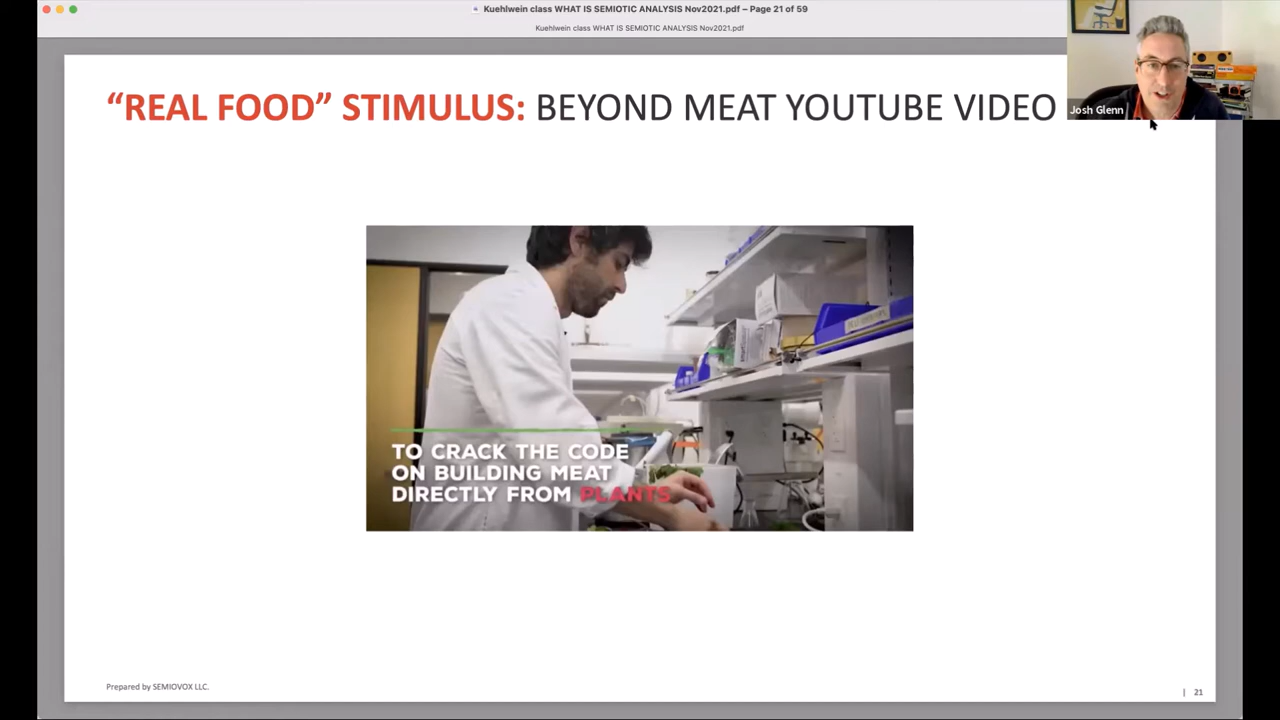 Kuehlwein class WHAT IS SEMIOTIC ANALYSIS Nov2021.pdf – Page 21 of 59
Kuehlwein class WHAT IS SEMIOTIC ANALYSIS Nov2021.pdf
Josh Glenn
“REAL FOOD” STIMULUS: BEYOND MEAT YOUTUBE VIDEO
TO CRACK THE CODE
ON BUILDING MEAT
DIRECTLY FROM PLANTS
Prepared by SEMIOVOX LLC.
| 21